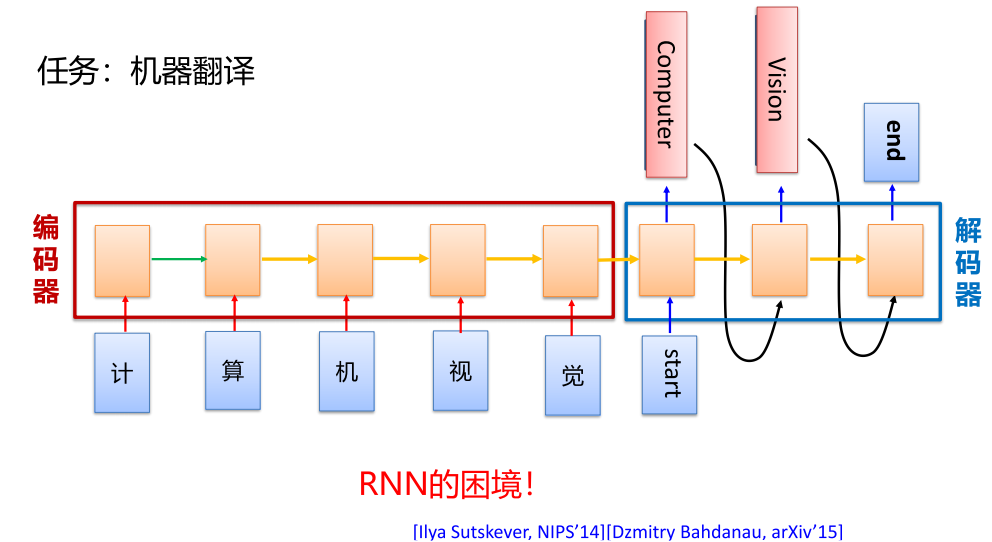 任务：机器翻译
Computer
Vision
end
编码器
解码器
计
算
机
视
觉
start
RNN的困境！
[Ilya Sutskever, NIPS’14][Dzmitry Bahdanau, arXiv’15]